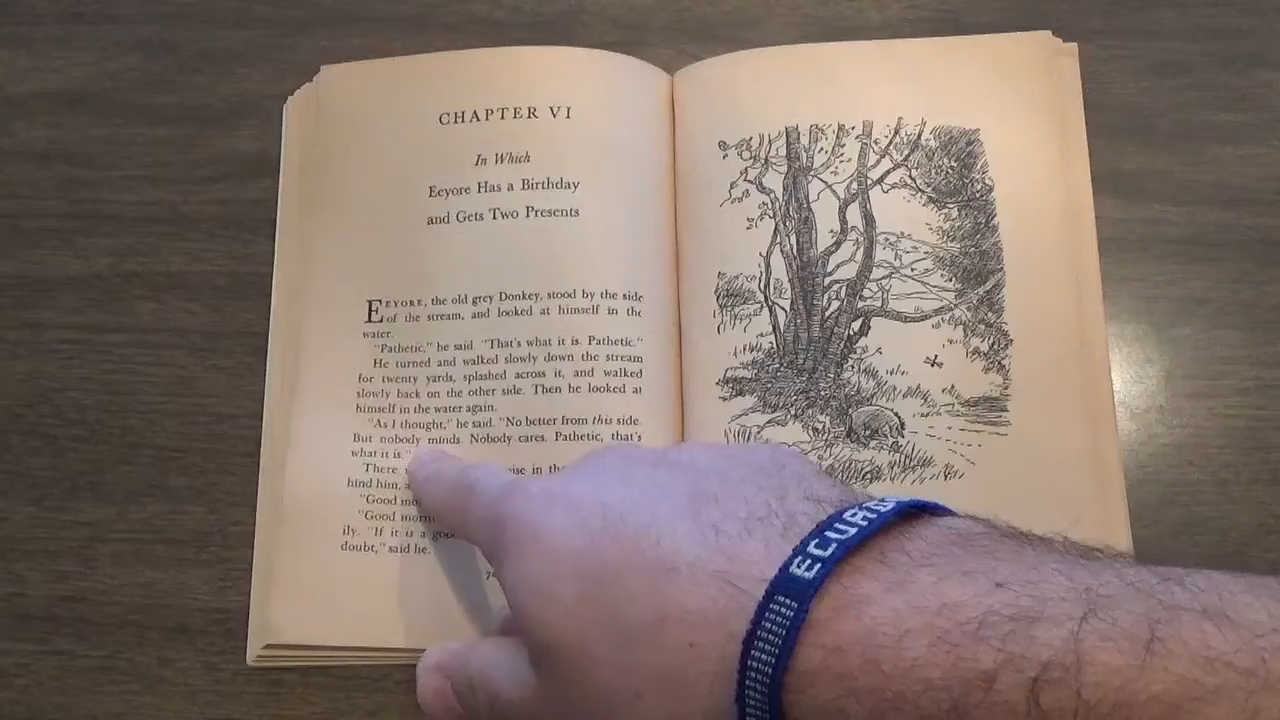 CHAPTER VI
In Which
Eeyore Has a Birthday
and Gets Two Presents
EEYORE, the old grey Donkey, stood by the side
of the stream, and looked at himself in the
water.
"Pathetic," he said. "That's what it is. Pathetic."
He turned and walked slowly down the stream
for twenty yards, splashed across it, and walked
slowly back on the other side. Then he looked at
himself in the water again.
"As I thought," he said. "No better from this side.
But nobody minds. Nobody cares. Pathetic, that's
what it is."
There in
hind him,
"Good
"Good
ily. "If it is a
doubt," said he.
ECUAD